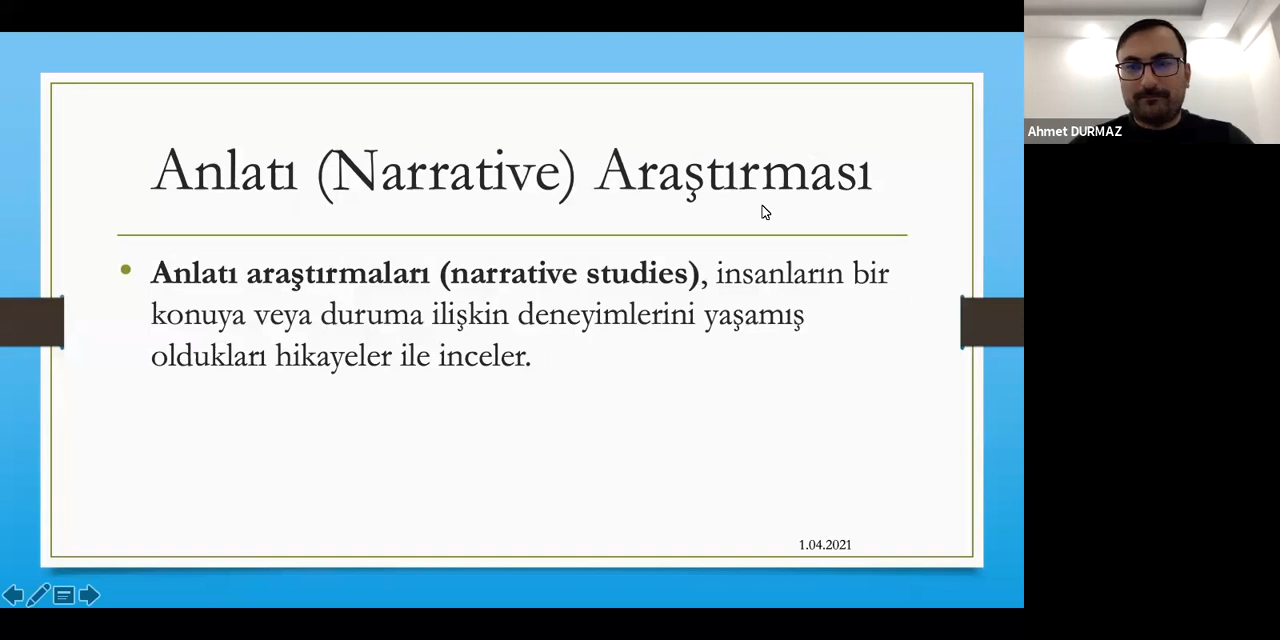 Anlatı (Narrative) Araştırması
Anlatı araştırmaları (narrative studies), insanların bir
konuya veya duruma ilişkin deneyimlerini yaşamış
oldukları hikayeler ile inceler.
1.04.2021
Ahmet DURMAZ